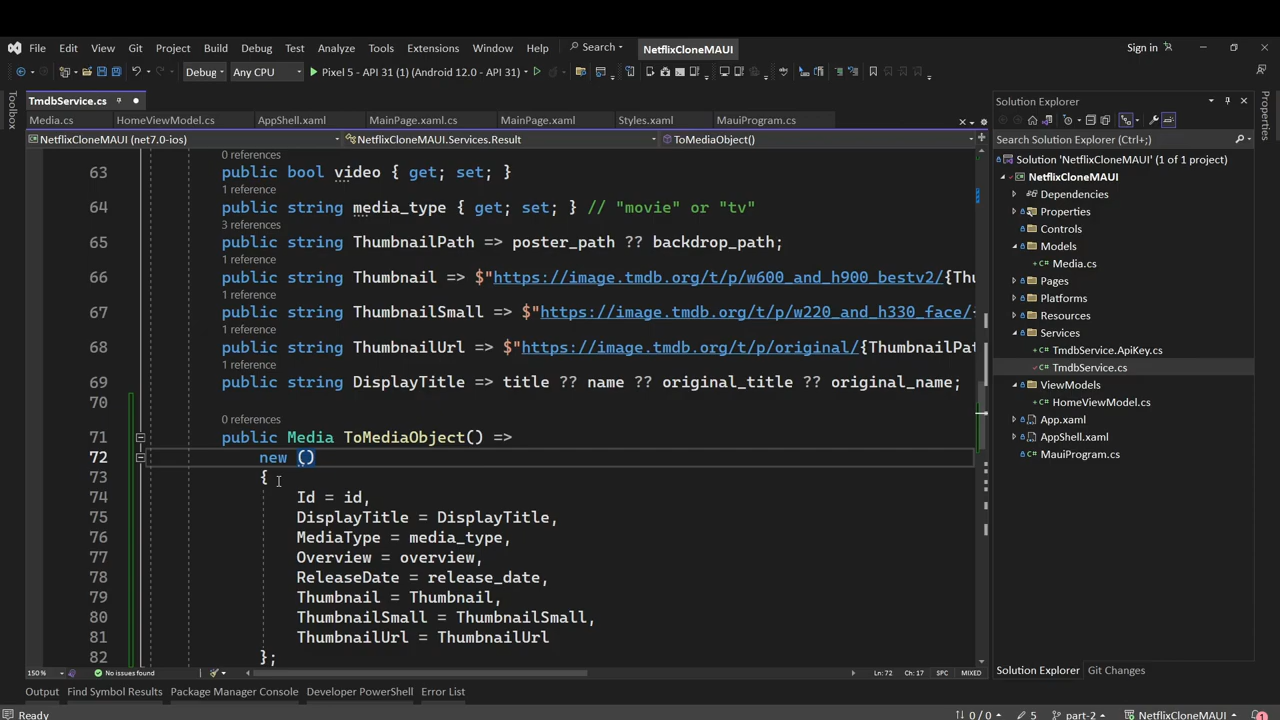 File Edit View Git Project Build Debug Test Analyze Tools Extensions Window Help Search NetflixCloneMAUI Sign in
Debug Any CPU Pixel 5 - API 31 (1) (Android 12.0 - API 31)
Toolbox
TmdbService.cs
Media.cs HomeViewModel.cs AppShell.xaml MainPage.xaml.cs MainPage.xaml Styles.xaml MauiProgram.cs
NetflixCloneMAUI (net7.0-ios) NetflixCloneMAUI.Services.Result ToMediaObject()
0 references
63 public bool video { get; set; }
1 reference
64 public string media_type { get; set; } // "movie" or "tv"
3 references
65 public string ThumbnailPath => poster_path ?? backdrop_path;
1 reference
66 public string Thumbnail => $"https://image.tmdb.org/t/p/w600_and_h900_bestv2/{Thu
1 reference
67 public string ThumbnailSmall => $"https://image.tmdb.org/t/p/w220_and_h330_face/{
1 reference
68 public string ThumbnailUrl => $"https://image.tmdb.org/t/p/original/{ThumbnailPat
1 reference
69 public string DisplayTitle => title ?? name ?? original_title ?? original_name;
70
0 references
71 public Media ToMediaObject() =>
72 new ()
73 {
74 Id = id,
75 DisplayTitle = DisplayTitle,
76 MediaType = media_type,
77 Overview = overview,
78 ReleaseDate = release_date,
79 Thumbnail = Thumbnail,
80 ThumbnailSmall = ThumbnailSmall,
81 ThumbnailUrl = ThumbnailUrl
82 };
150 % No issues found Ln: 72 Ch: 17 SPC MIXED
Output Find Symbol Results Package Manager Console Developer PowerShell Error List
Solution Explorer
Search Solution Explorer (Ctrl+;)
Solution 'NetflixCloneMAUI' (1 of 1 project)
NetflixCloneMAUI
Dependencies
Properties
Controls
Models
C# Media.cs
Pages
Platforms
Resources
Services
C# TmdbService.ApiKey.cs
C# TmdbService.cs
ViewModels
C# HomeViewModel.cs
App.xaml
AppShell.xaml
C# MauiProgram.cs
Solution Explorer Git Changes
Properties
Ready 0 / 0 5 part-2 NetflixCloneMAUI 1